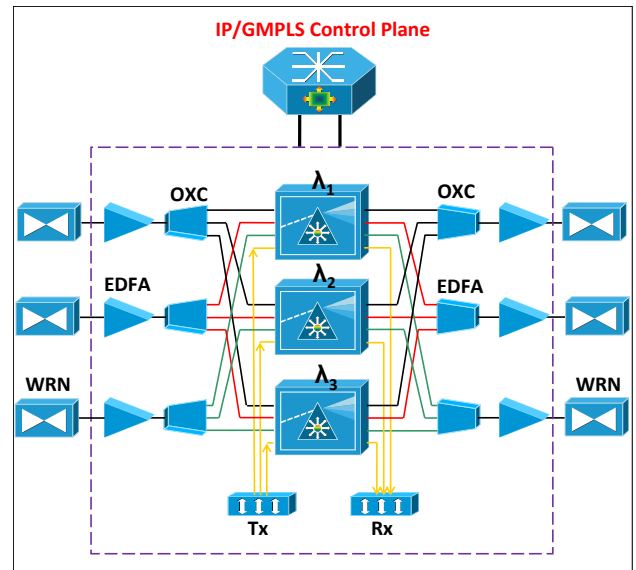 IP/GMPLS Control Plane
OXC
λ1
OXC
EDFA
λ2
EDFA
WRN
λ3
WRN
Tx
Rx